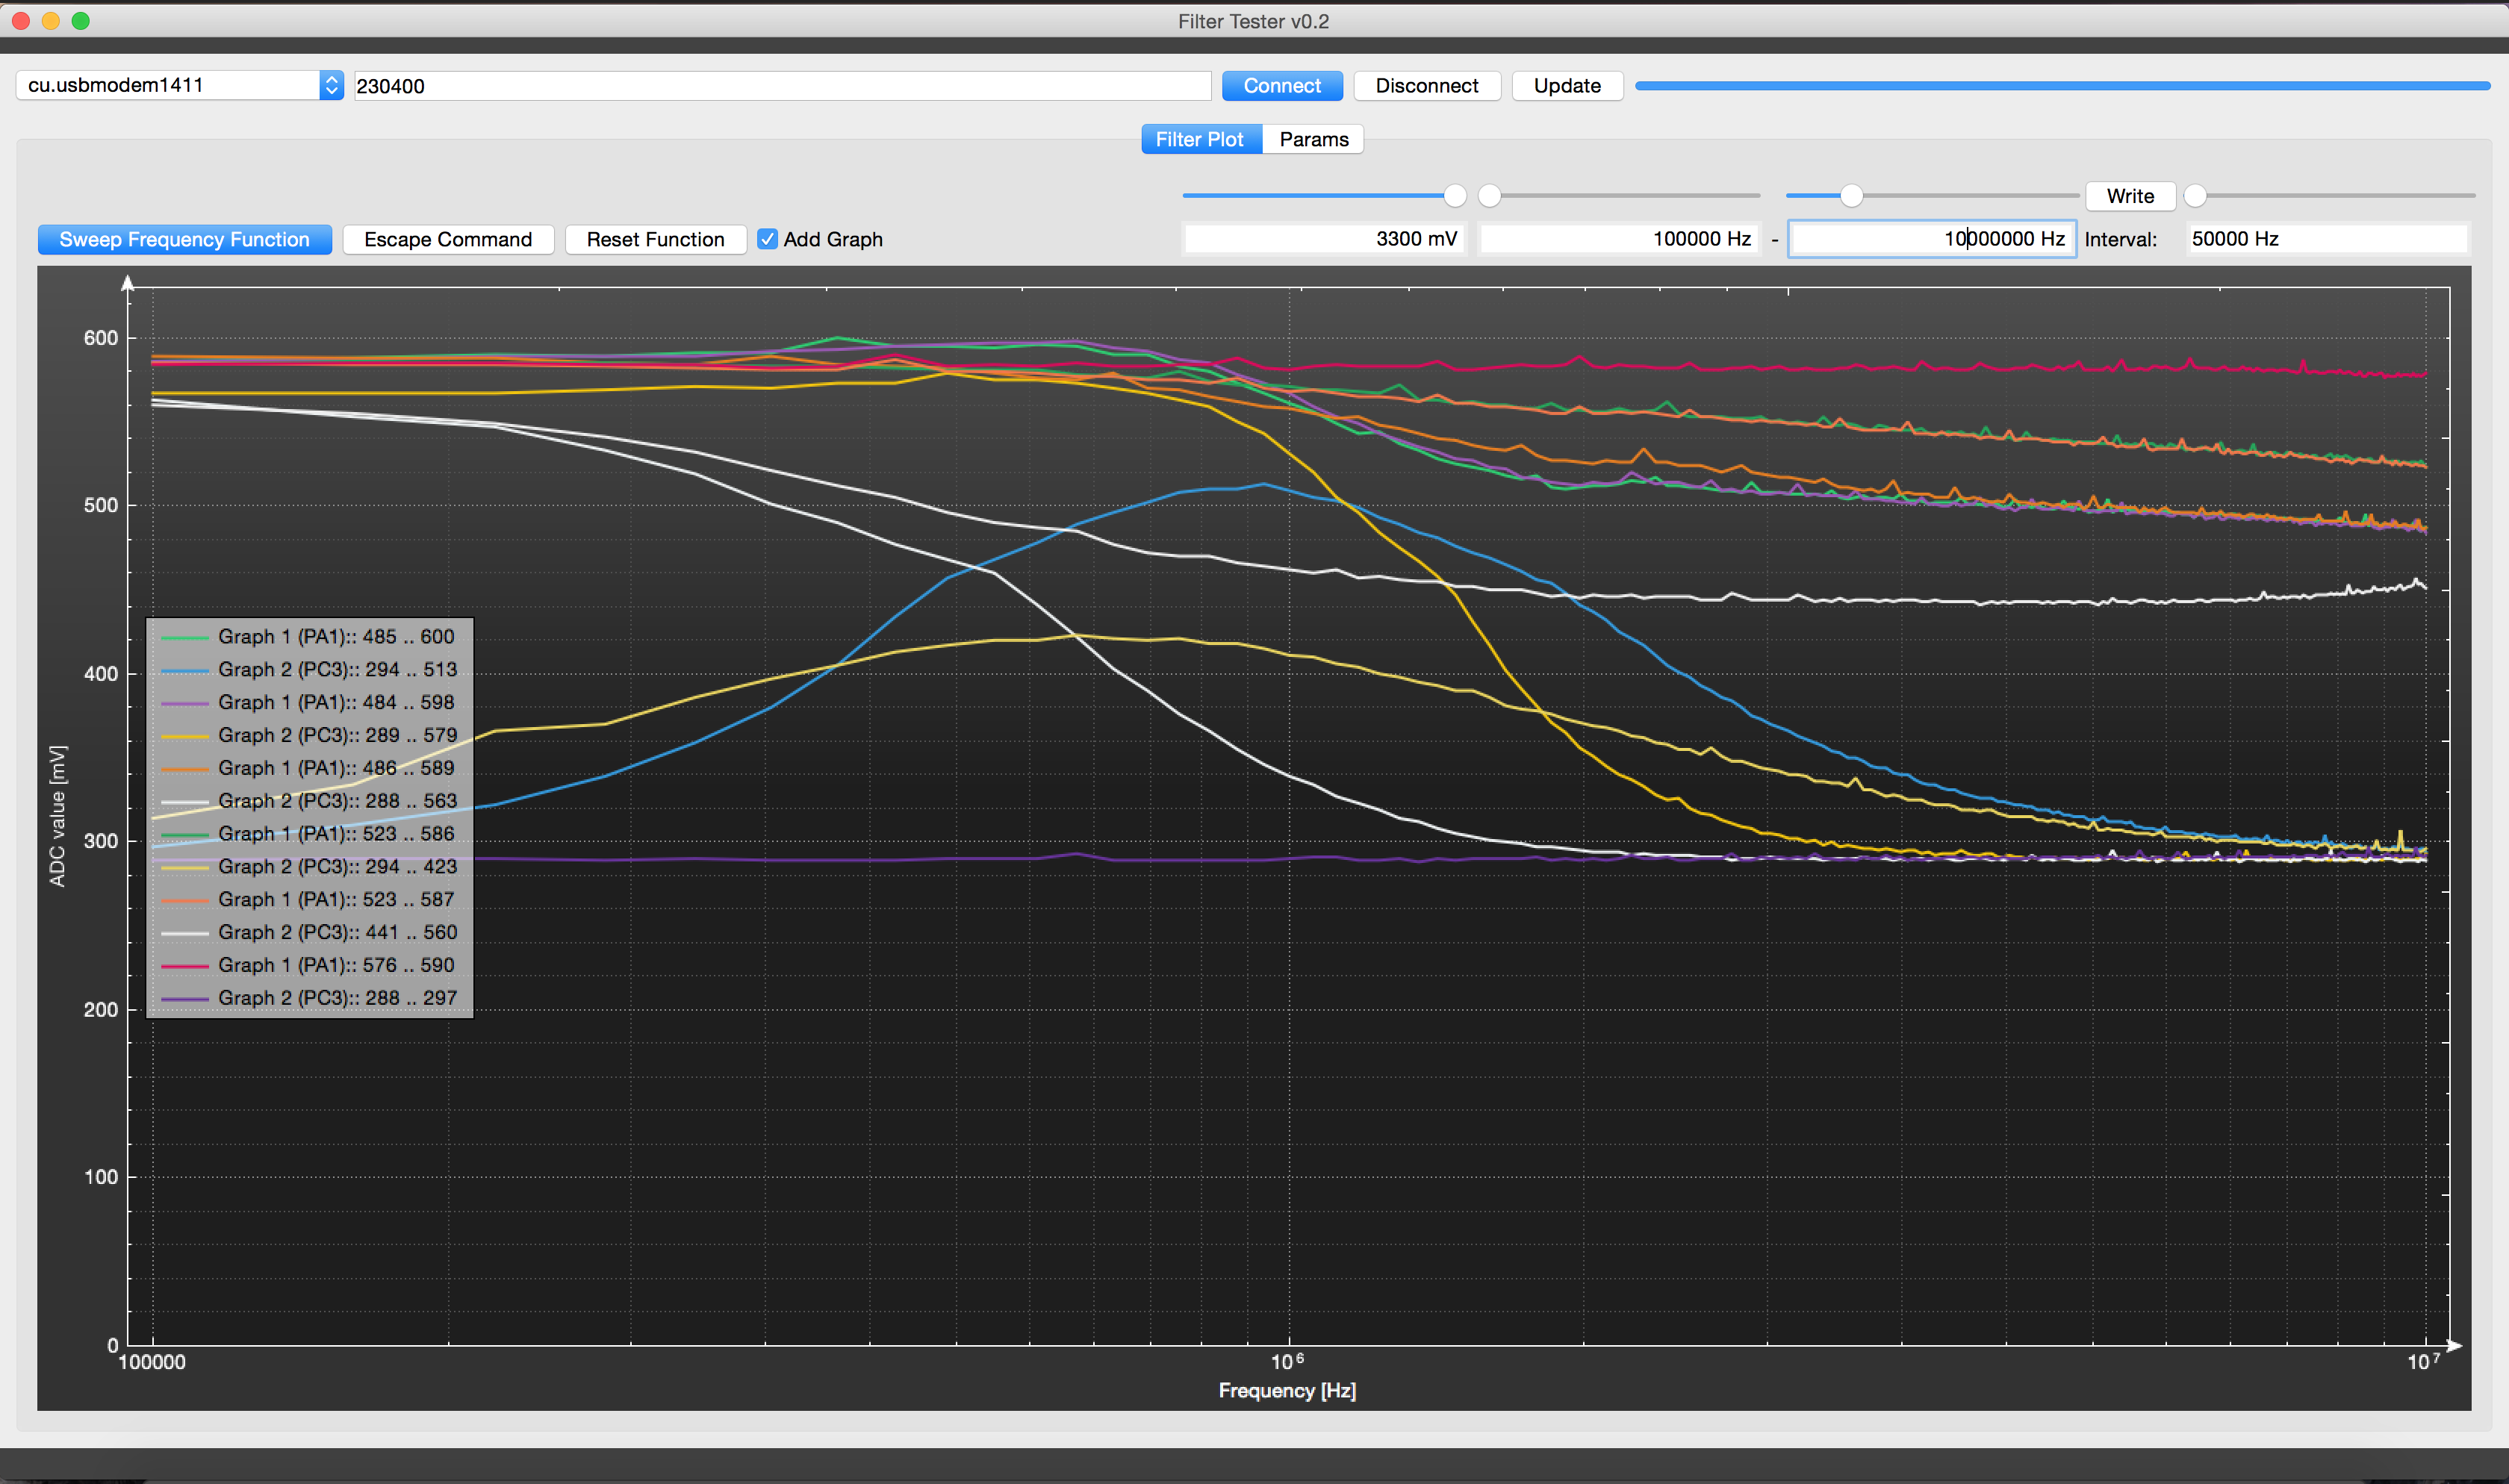 Filter Tester v0.2
cu.usbmodem1411 230400 Connect Disconnect Update
Filter Plot Params
Write
Sweep Frequency Function Escape Command Reset Function Add Graph 3300 mV 100000 Hz - 10000000 Hz Interval: 50000 Hz
600
500
400
300
200
100
0
ADC value [mV]
Graph 1 (PA1):: 485 .. 600
Graph 2 (PC3):: 294 .. 513
Graph 1 (PA1):: 484 .. 598
Graph 2 (PC3):: 289 .. 579
Graph 1 (PA1):: 486 .. 589
Graph 2 (PC3):: 288 .. 563
Graph 1 (PA1):: 523 .. 586
Graph 2 (PC3):: 294 .. 423
Graph 1 (PA1):: 523 .. 587
Graph 2 (PC3):: 441 .. 560
Graph 1 (PA1):: 576 .. 590
Graph 2 (PC3):: 288 .. 297
100000 10⁶ 10⁷
Frequency [Hz]